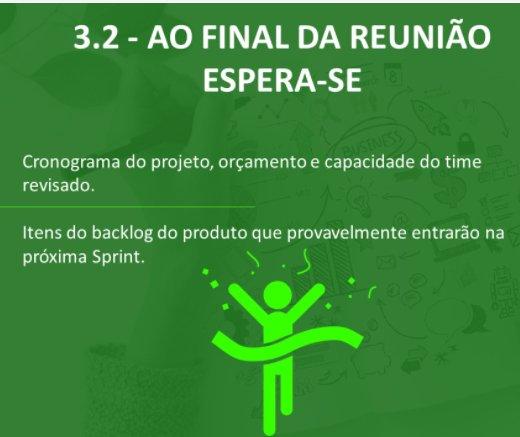 3.2 - AO FINAL DA REUNIÃO
ESPERA-SE
BUSINESS
Cronograma do projeto, orçamento e capacidade do time
revisado.
Itens do backlog do produto que provavelmente entrarão na
próxima Sprint.